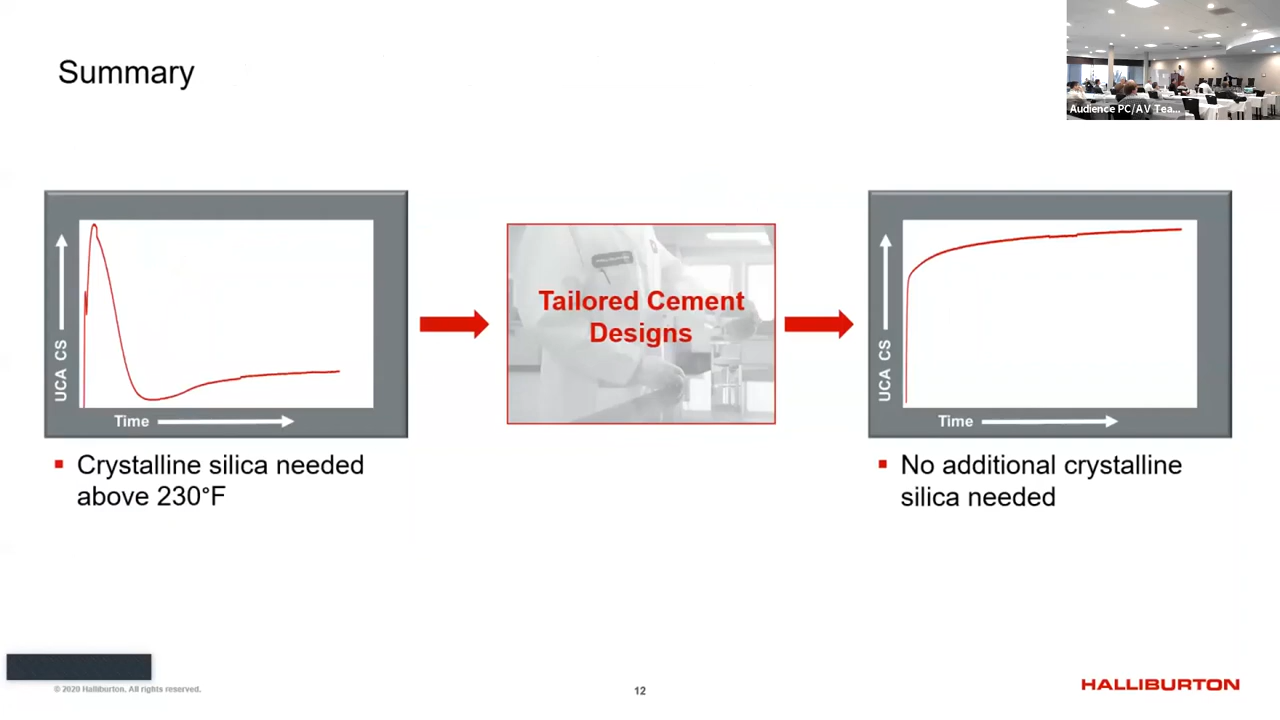 Summary
Audience PC/AV Tea...
UCA CS
Time
Tailored Cement
Designs
UCA CS
Time
▪ Crystalline silica needed
above 230°F
▪ No additional crystalline
silica needed
© 2020 Halliburton. All rights reserved.
12
HALLIBURTON